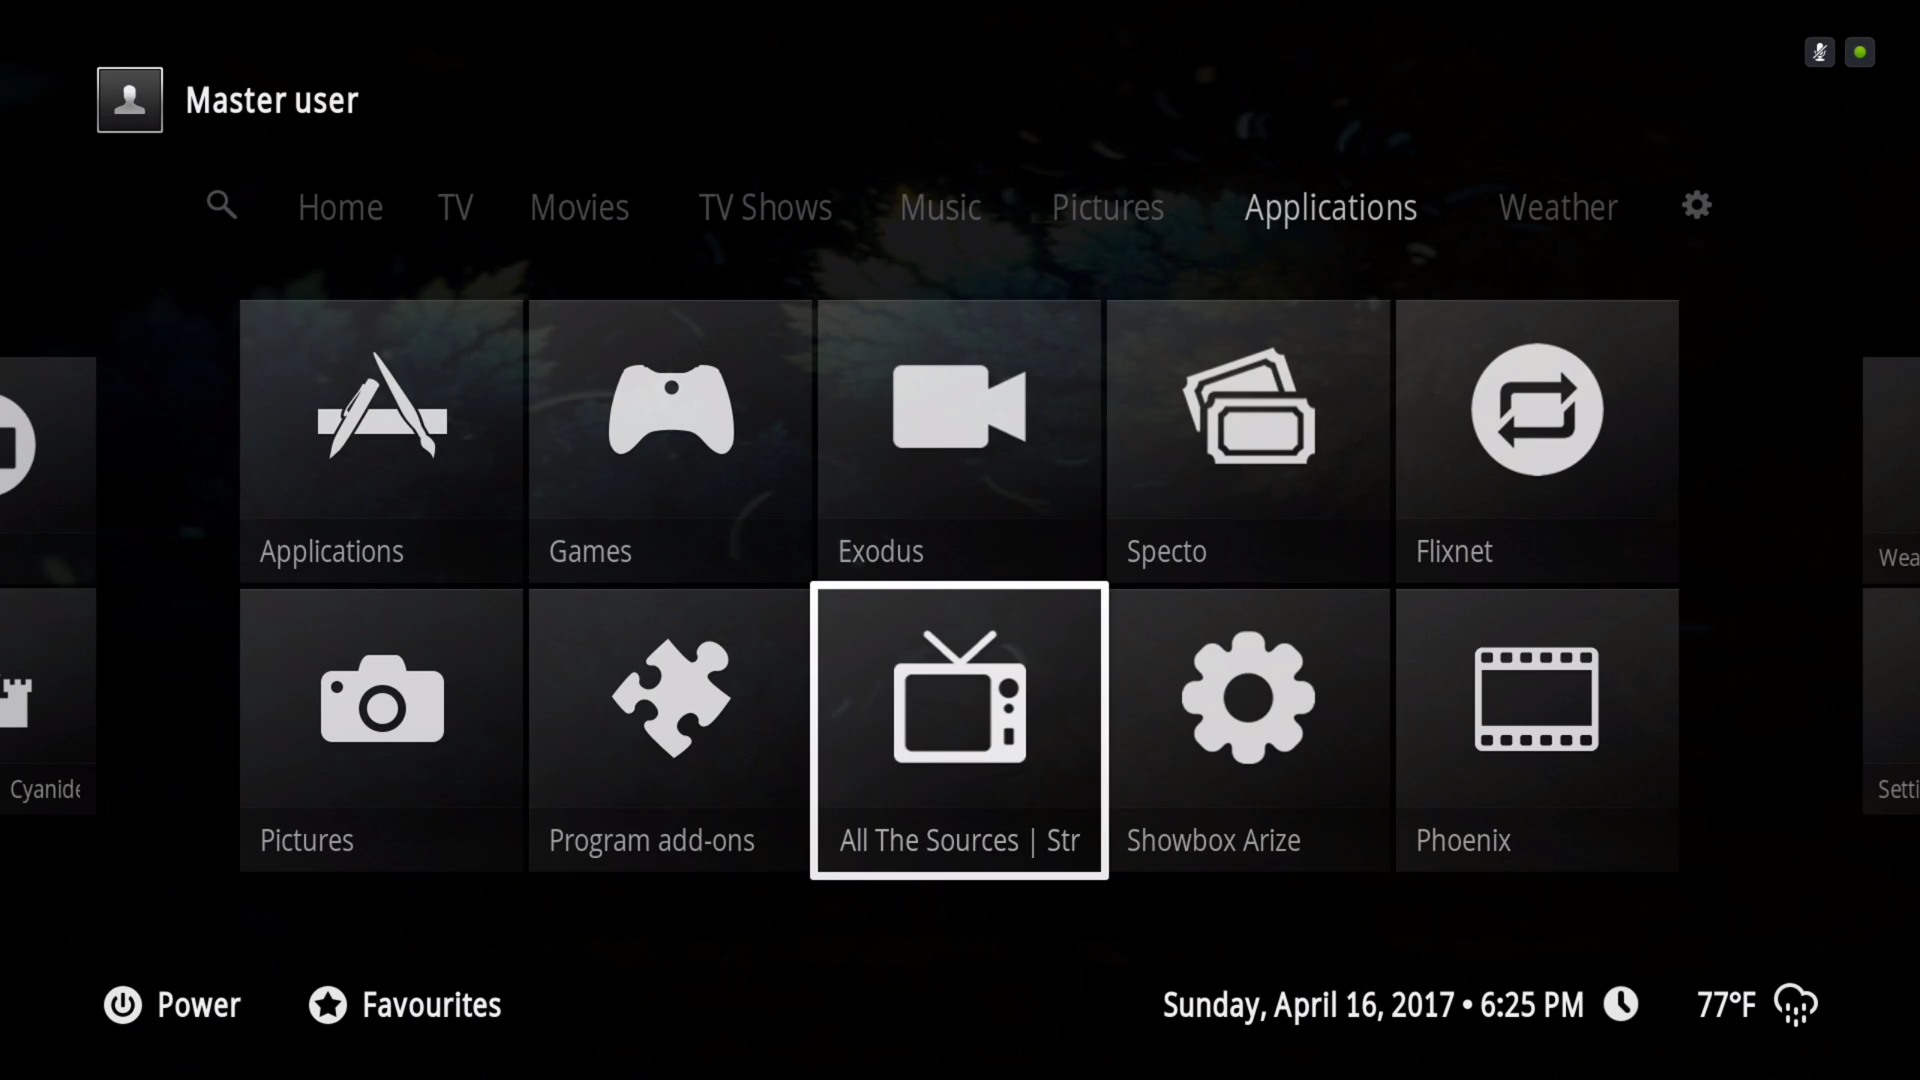 Master user
Home TV Movies TV Shows Music Pictures Applications Weather
Applications Games Exodus Specto Flixnet
Wea
Cyanide
Setti
Pictures Program add-ons All The Sources | Str Showbox Arize Phoenix
Power Favourites Sunday, April 16, 2017 • 6:25 PM 77°F